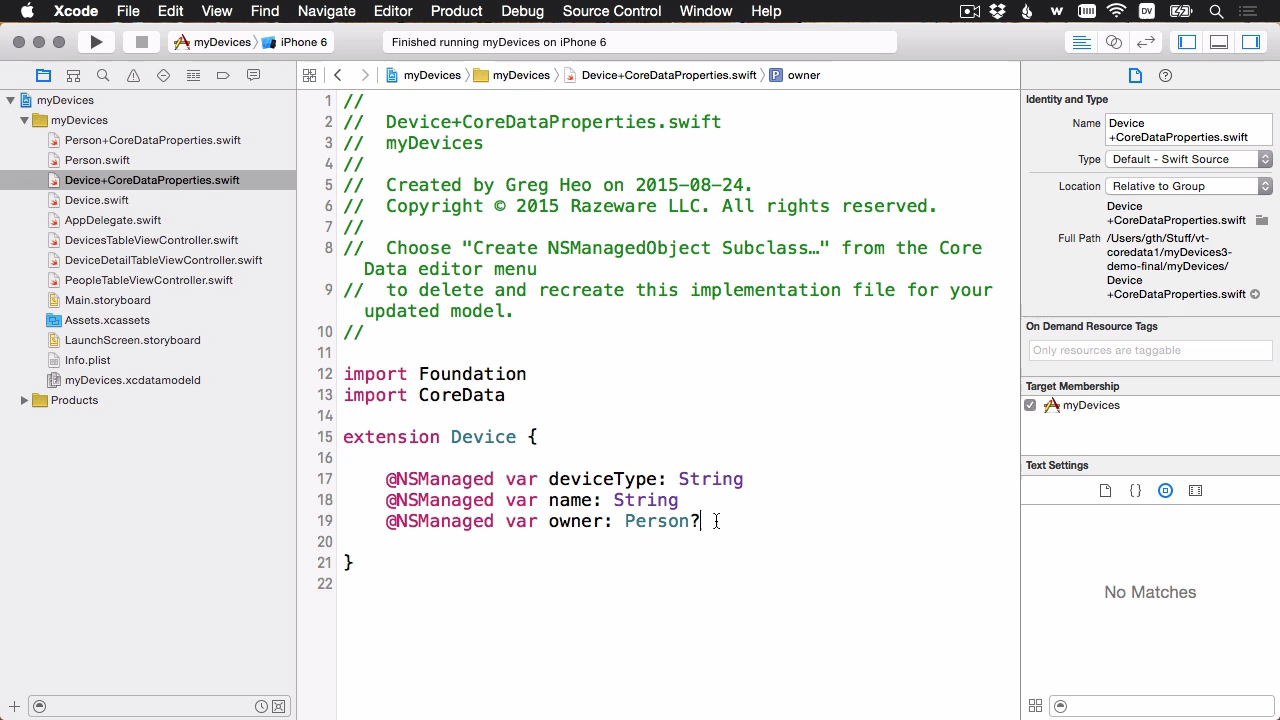 Xcode File Edit View Find Navigate Editor Product Debug Source Control Window Help
myDevices iPhone 6 Finished running myDevices on iPhone 6
myDevices myDevices Device+CoreDataProperties.swift P owner
myDevices
myDevices
Person+CoreDataProperties.swift
Person.swift
Device+CoreDataProperties.swift
Device.swift
AppDelegate.swift
DevicesTableViewController.swift
DeviceDetailTableViewController.swift
PeopleTableViewController.swift
Main.storyboard
Assets.xcassets
LaunchScreen.storyboard
Info.plist
myDevices.xcdatamodeld
Products
1 //
2 //  Device+CoreDataProperties.swift
3 //  myDevices
4 //
5 //  Created by Greg Heo on 2015-08-24.
6 //  Copyright © 2015 Razeware LLC. All rights reserved.
7 //
8 //  Choose "Create NSManagedObject Subclass…" from the Core
Data editor menu
9 //  to delete and recreate this implementation file for your
updated model.
10 //
11
12 import Foundation
13 import CoreData
14
15 extension Device {
16
17     @NSManaged var deviceType: String
18     @NSManaged var name: String
19     @NSManaged var owner: Person?
20
21 }
22
Identity and Type
Name Device
+CoreDataProperties.swift
Type Default - Swift Source
Location Relative to Group
Device
+CoreDataProperties.swift
Full Path /Users/gth/Stuff/vt-
coredata1/myDevices3-
demo-final/myDevices/
Device
+CoreDataProperties.swift
On Demand Resource Tags
Only resources are taggable
Target Membership
myDevices
Text Settings
No Matches